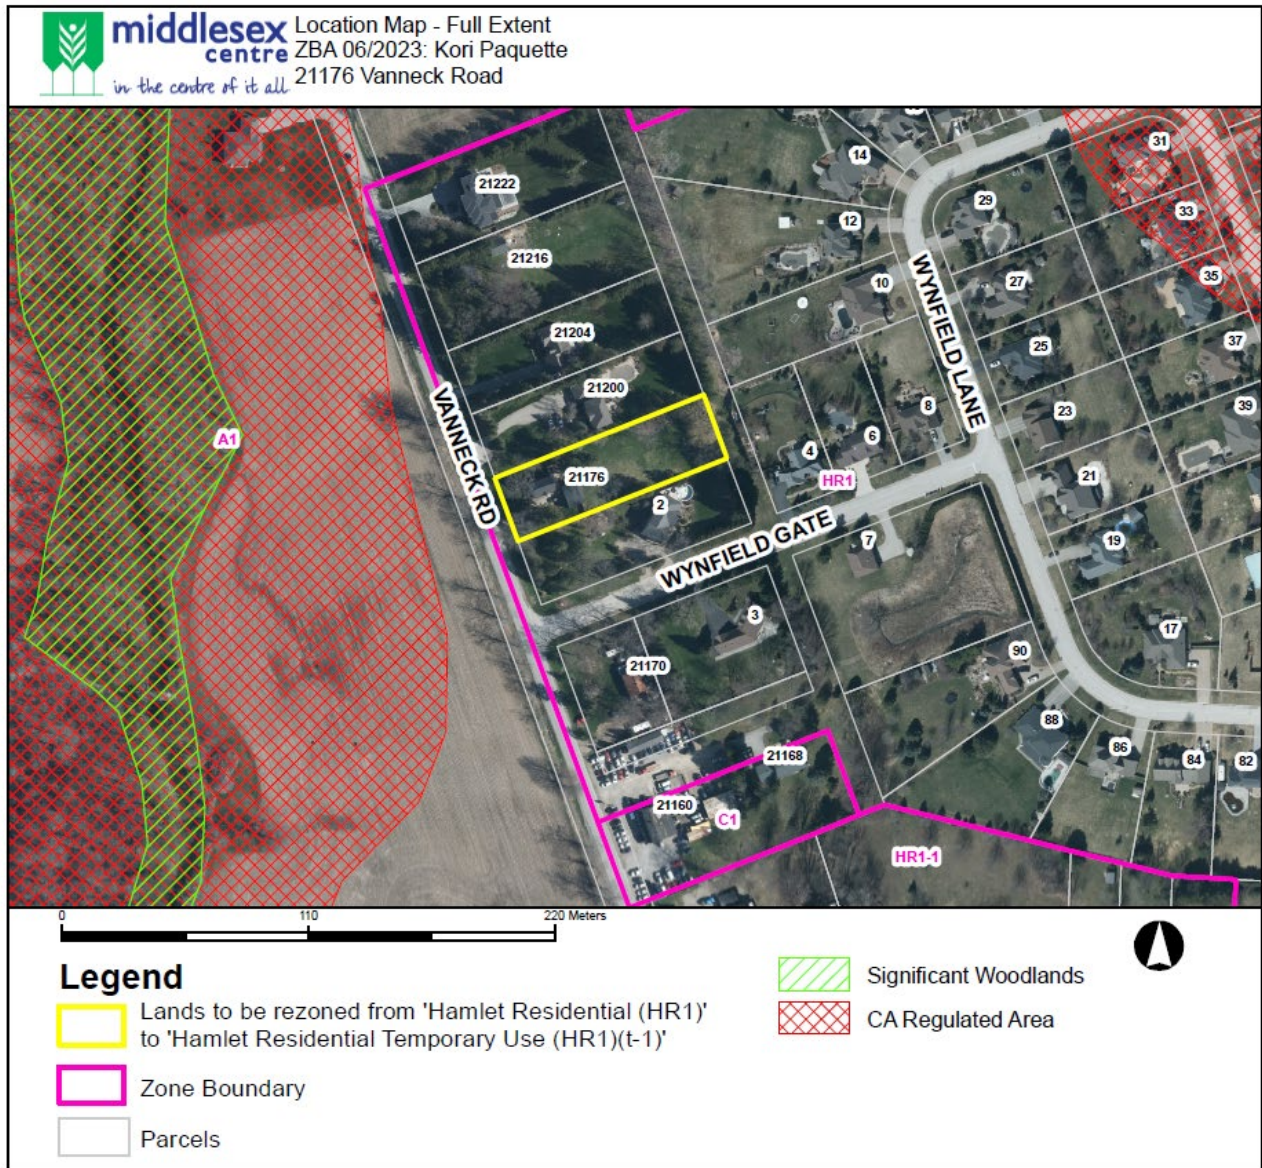 middlesex
centre
in the centre of it all
Location Map - Full Extent
ZBA 06/2023: Kori Paquette
21176 Vanneck Road
31
14
21222
29
33
12
21216
35
10
27
WYNFIELD LANE
21204
25
37
21200
VANNECK RD
8
23
39
A1
6
4
21176
HR1
21
2
WYNFIELD GATE
7
19
3
17
90
21170
88
21168
86
84
82
21160
C1
HR1-1
0 110 220 Meters
Legend
Lands to be rezoned from 'Hamlet Residential (HR1)'
to 'Hamlet Residential Temporary Use (HR1)(t-1)'
Zone Boundary
Parcels
Significant Woodlands
CA Regulated Area